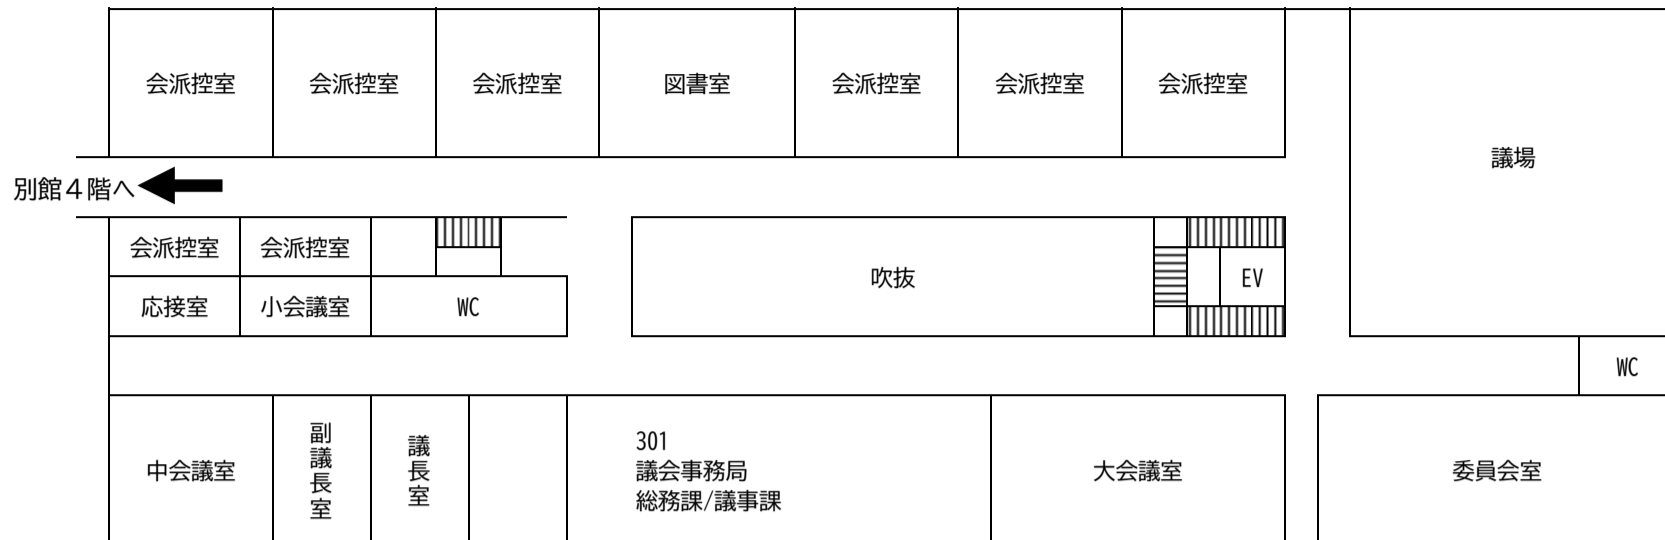 会派控室
会派控室
会派控室
図書室
会派控室
会派控室
会派控室
議場
別館４階へ
会派控室
会派控室
吹抜
EV
応接室
小会議室
WC
WC
中会議室
副議長室
議長室
301
議会事務局
総務課/議事課
大会議室
委員会室